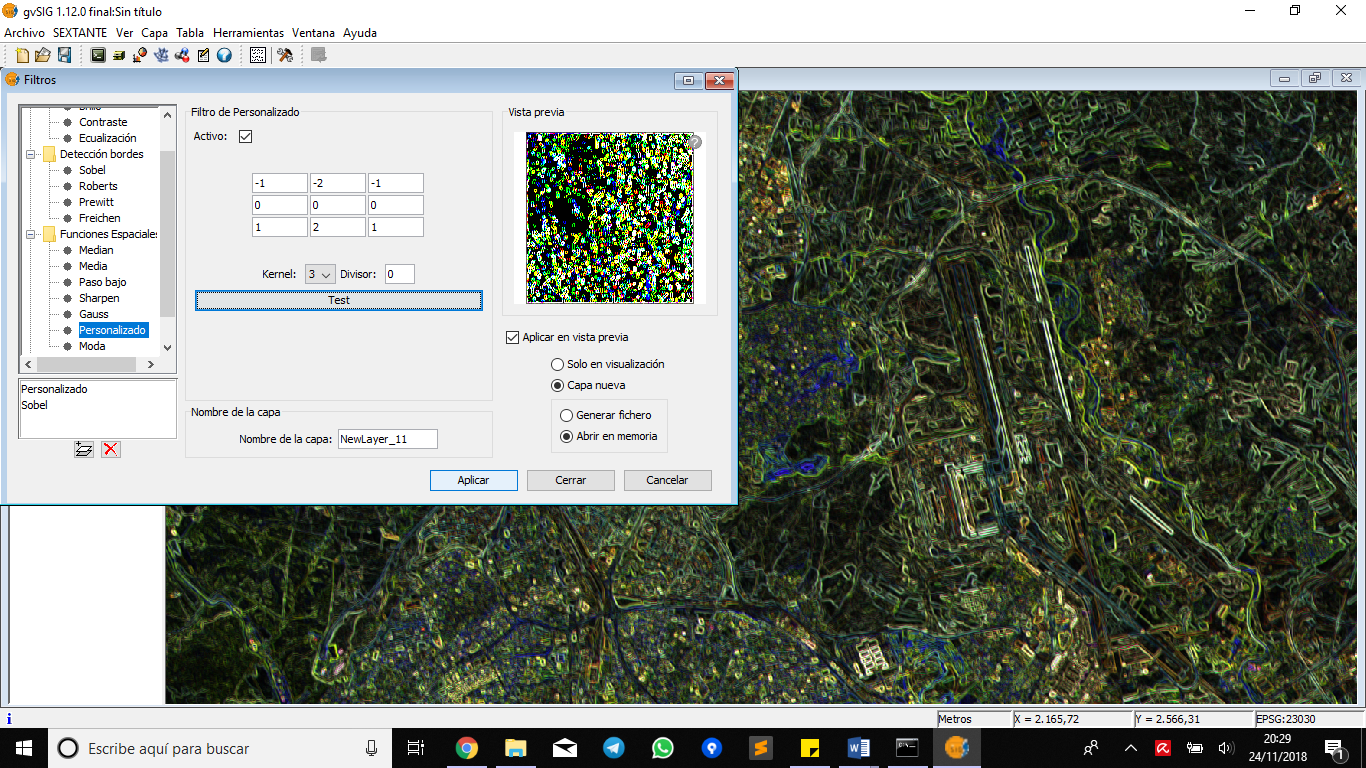 gvSIG 1.12.0 final:Sin título
Archivo SEXTANTE Ver Capa Tabla Herramientas Ventana Ayuda
Filtros
Contraste
Ecualización
Detección bordes
Sobel
Roberts
Prewitt
Freichen
Funciones Espaciales
Median
Media
Paso bajo
Sharpen
Gauss
Personalizado
Moda
Personalizado
Sobel
Filtro de Personalizado
Activo:
-1 -2 -1
0 0 0
1 2 1
Kernel: 3 Divisor: 0
Test
Nombre de la capa
Nombre de la capa: NewLayer_11
Vista previa
?
Aplicar en vista previa
Solo en visualización
Capa nueva
Generar fichero
Abrir en memoria
Aplicar Cerrar Cancelar
Metros X = 2.165,72 Y = 2.566,31 EPSG:23030
Escribe aquí para buscar
20:29
24/11/2018
1